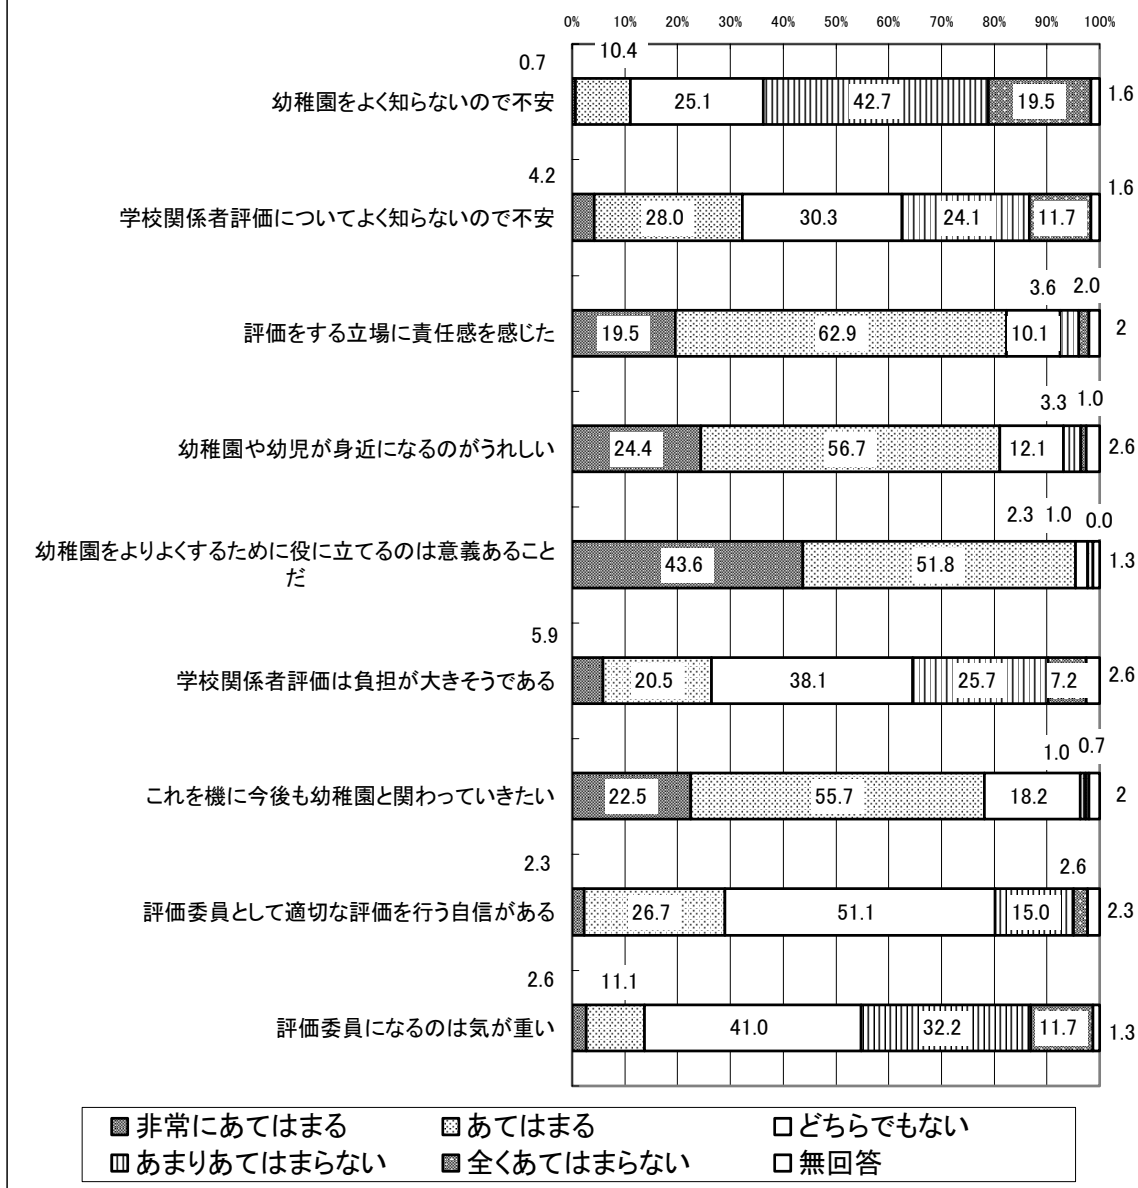 0% 10% 20% 30% 40% 50% 60% 70% 80% 90% 100%
0.7 10.4
幼稚園をよく知らないので不安 25.1 42.7 19.5 1.6
4.2 1.6
学校関係者評価についてよく知らないので不安 28.0 30.3 24.1 11.7
3.6 2.0
評価をする立場に責任感を感じた 19.5 62.9 10.1 2
3.3 1.0
幼稚園や幼児が身近になるのがうれしい 24.4 56.7 12.1 2.6
2.3 1.0 0.0
幼稚園をよりよくするために役に立てるのは意義あること
だ 43.6 51.8 1.3
5.9
学校関係者評価は負担が大きそうである 20.5 38.1 25.7 7.2 2.6
1.0 0.7
これを機に今後も幼稚園と関わっていきたい 22.5 55.7 18.2 2
2.3 2.6
評価委員として適切な評価を行う自信がある 26.7 51.1 15.0 2.3
2.6 11.1
評価委員になるのは気が重い 41.0 32.2 11.7 1.3
非常にあてはまる あてはまる どちらでもない
あまりあてはまらない 全くあてはまらない 無回答